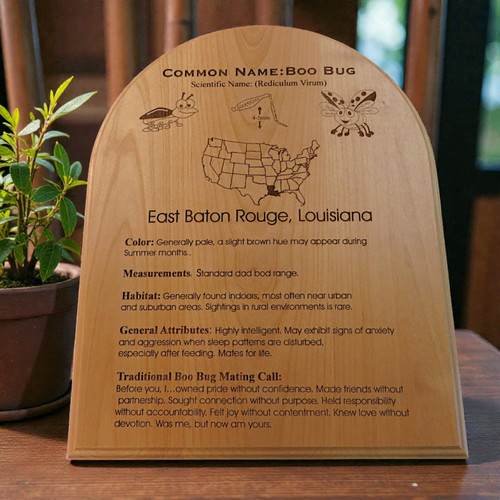 Common Name:Boo Bug
Scientific Name: (Rediculum Virum)
4-5mm
East Baton Rouge, Louisiana
Color: Generally pale, a slight brown hue may appear during
Summer months..
Measurements. Standard dad bod range.
Habitat: Generally found indoors, most often near urban
and suburban areas. Sightings in rural environments is rare.
General Attributes: Highly intelligent. May exhibit signs of anxiety
and aggression when sleep patterns are disturbed,
especially after feeding. Mates for life.
Traditional Boo Bug Mating Call:
Before you, I...owned pride without confidence. Made friends without
partnership. Sought connection without purpose. Held responsibility
without accountability. Felt joy without contentment. Knew love without
devotion. Was me, but now am yours.